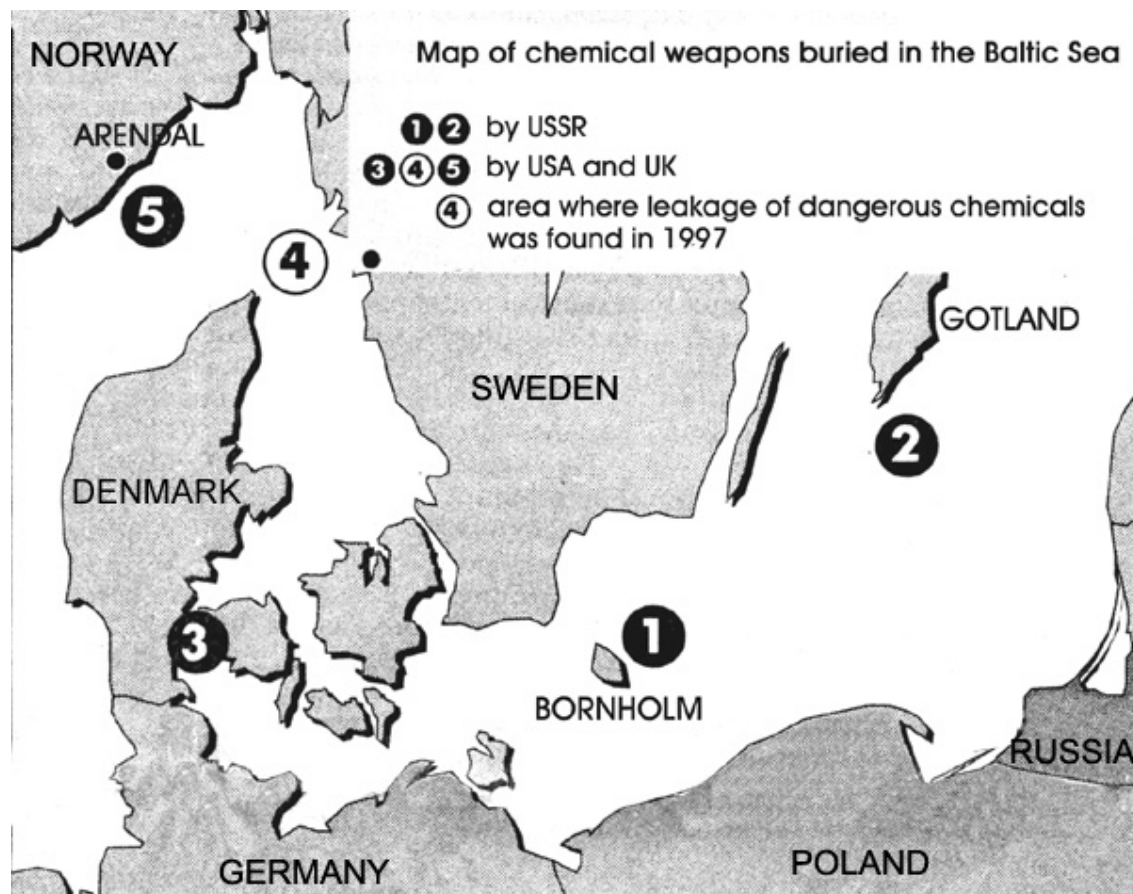 NORWAY
Map of chemical weapons buried in the Baltic Sea
ARENDAL
1 2 by USSR
3 4 5 by USA and UK
4 area where leakage of dangerous chemicals
was found in 1997
5
4
GOTLAND
SWEDEN
2
DENMARK
3
1
BORNHOLM
RUSSIA
GERMANY
POLAND